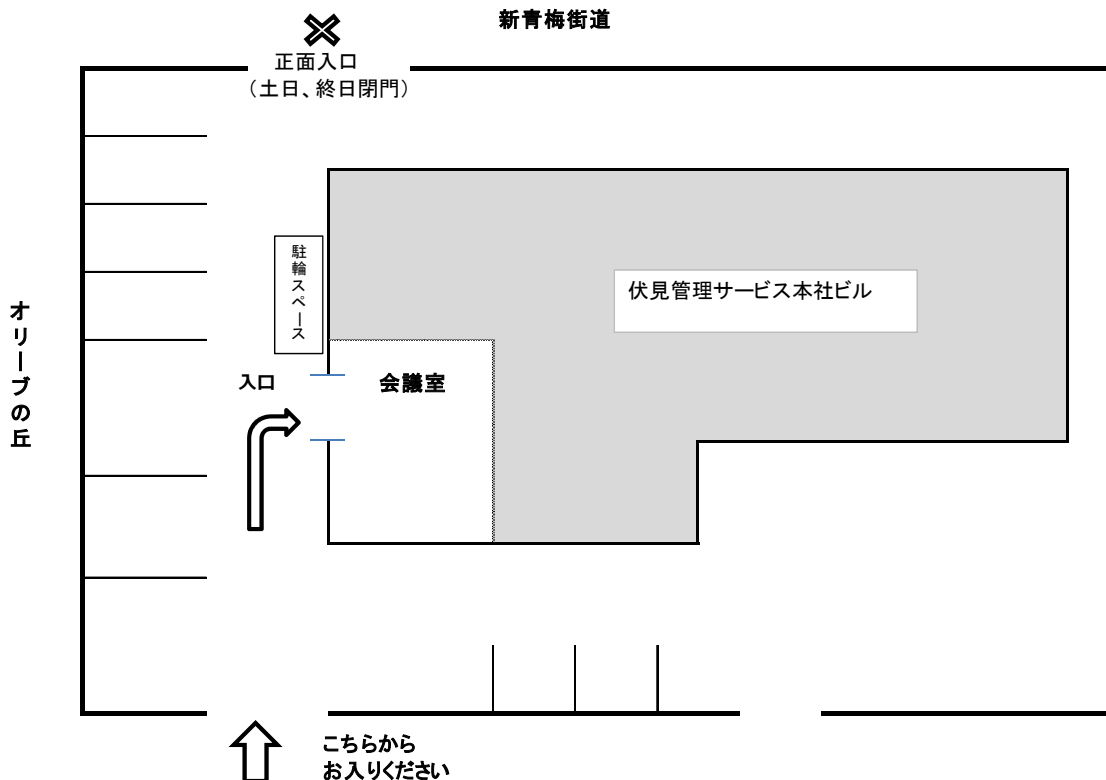 新青梅街道
正面入口
（土日、終日閉門）
駐輪スペース
伏見管理サービス本社ビル
オリーブの丘
入口
会議室
こちらから
お入りください